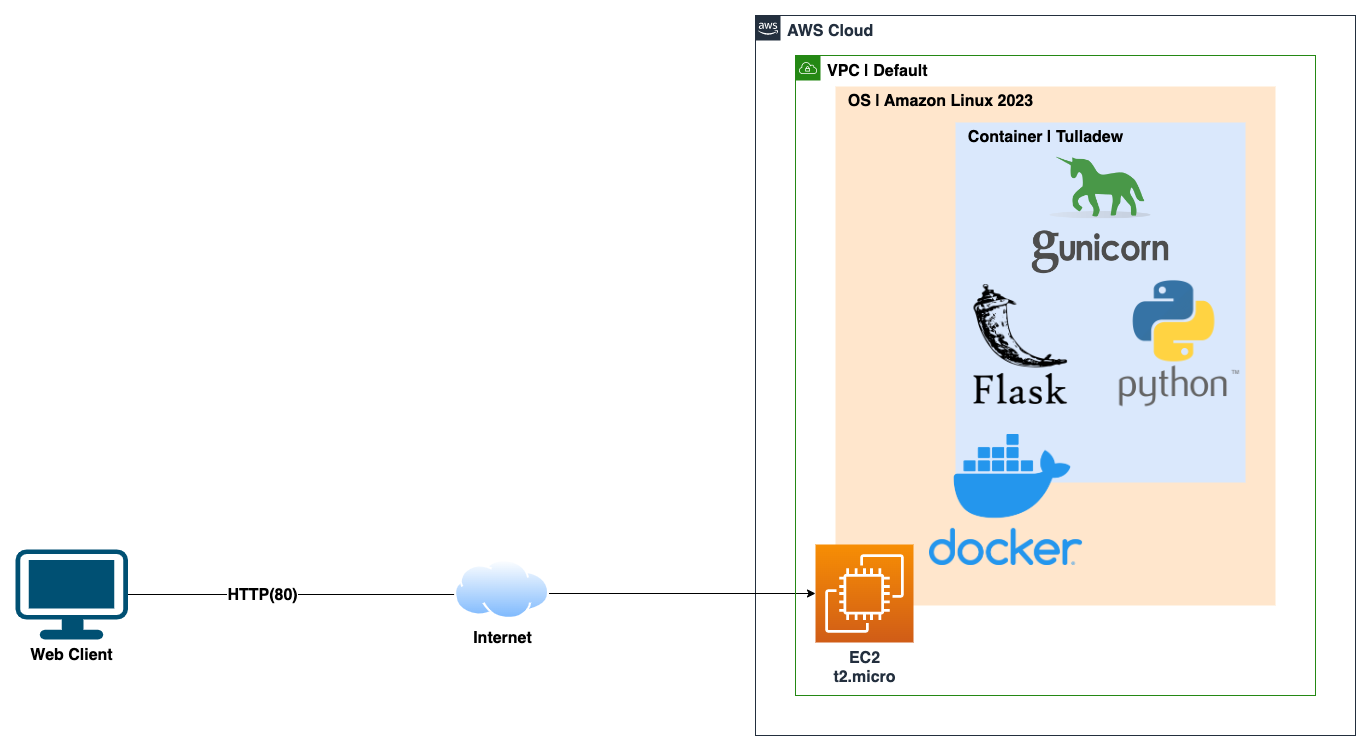 aws
AWS Cloud
VPC | Default
OS | Amazon Linux 2023
Container | Tulladew
gunicorn
Flask
python™
docker.
HTTP(80)
Web Client
Internet
EC2
t2.micro